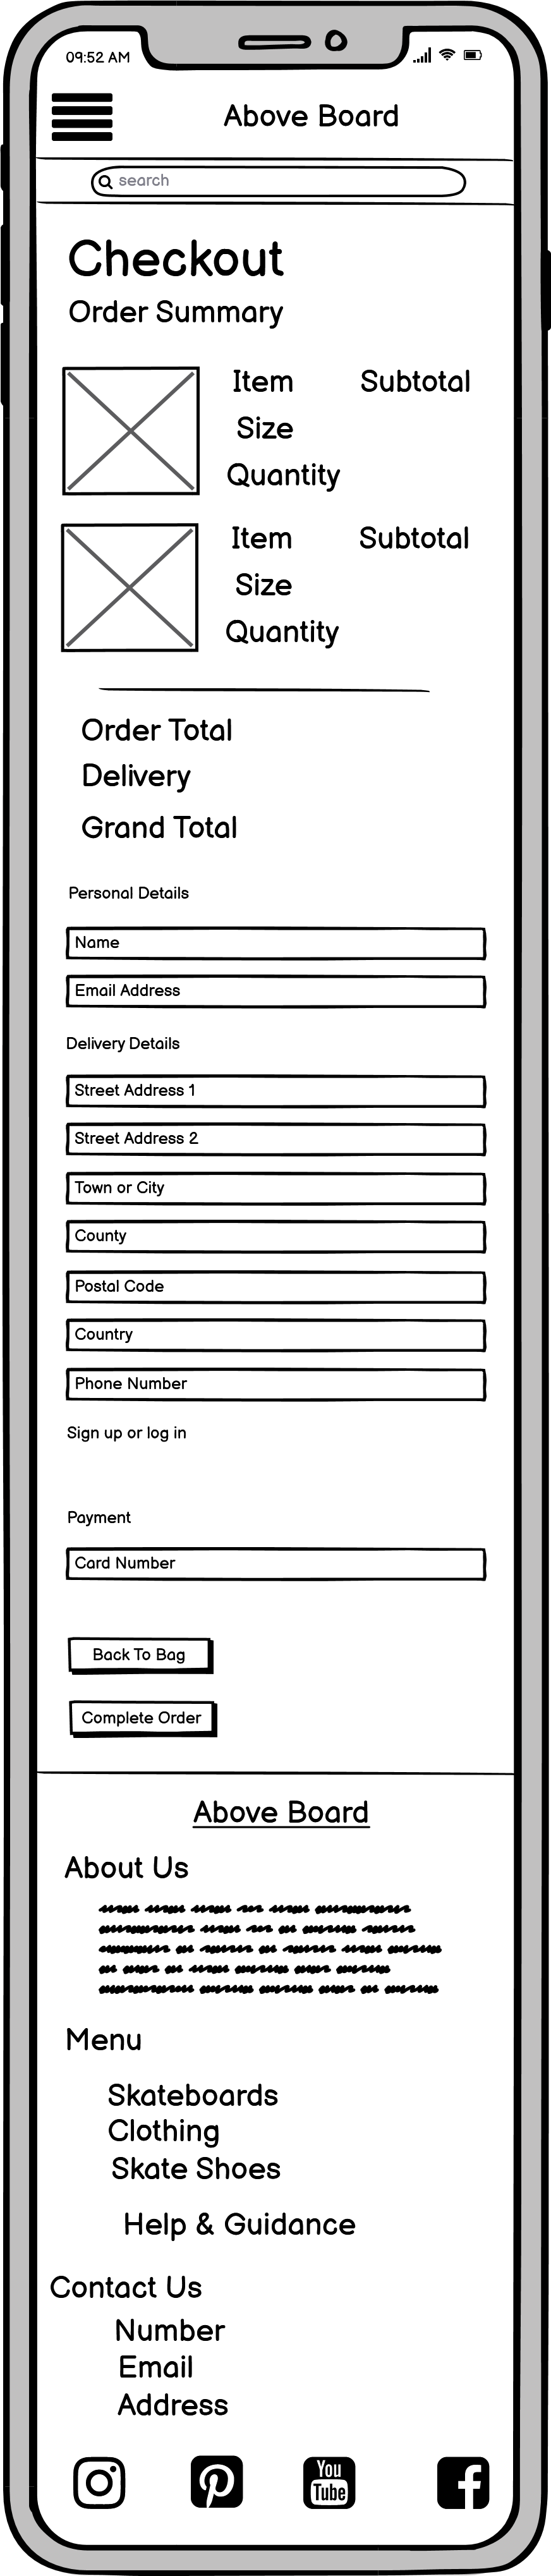 09:52 AM
Above Board
search
Checkout
Order Summary
Item Subtotal
Size
Quantity
Item Subtotal
Size
Quantity
Order Total
Delivery
Grand Total
Personal Details
Name
Email Address
Delivery Details
Street Address 1
Street Address 2
Town or City
County
Postal Code
Country
Phone Number
Sign up or log in
Payment
Card Number
Back To Bag
Complete Order
Above Board
About Us
Menu
Skateboards
Clothing
Skate Shoes
Help & Guidance
Contact Us
Number
Email
Address
You
Tube